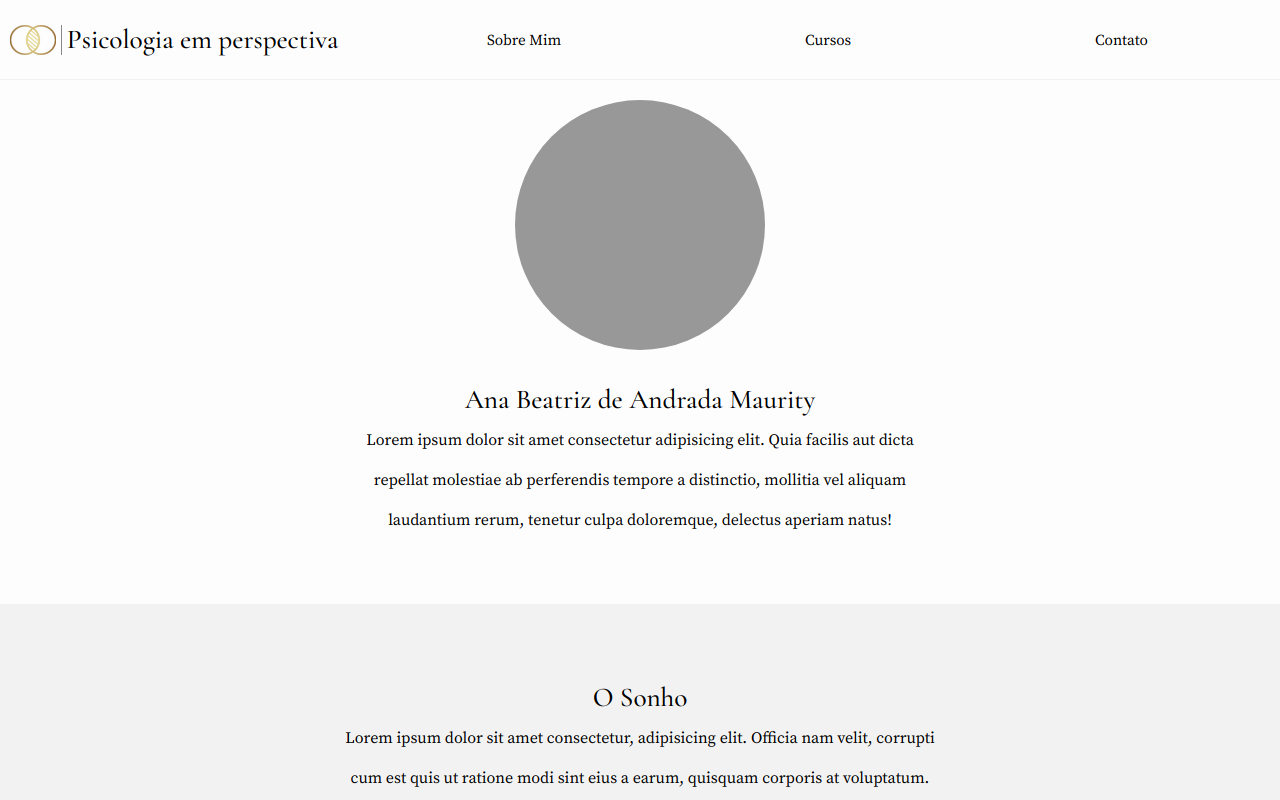 Psicologia em perspectiva
Sobre Mim
Cursos
Contato
Ana Beatriz de Andrada Maurity
Lorem ipsum dolor sit amet consectetur adipisicing elit. Quia facilis aut dicta
repellat molestiae ab perferendis tempore a distinctio, mollitia vel aliquam
laudantium rerum, tenetur culpa doloremque, delectus aperiam natus!
O Sonho
Lorem ipsum dolor sit amet consectetur, adipisicing elit. Officia nam velit, corrupti
cum est quis ut ratione modi sint eius a earum, quisquam corporis at voluptatum.